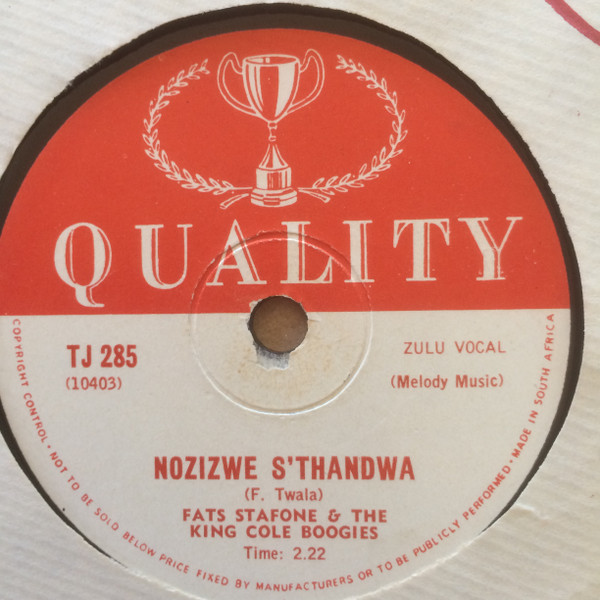 QUALITY
TJ 285
(10403)
ZULU VOCAL
(Melody Music)
NOZIZWE S'THANDWA
(F. Twala)
FATS STAFONE & THE
KING COLE BOOGIES
Time: 2.22
COPYRIGHT CONTROL • NOT TO BE SOLD BELOW PRICE FIXED BY MANUFACTURERS OR TO BE PUBLICLY PERFORMED • MADE IN SOUTH AFRICA